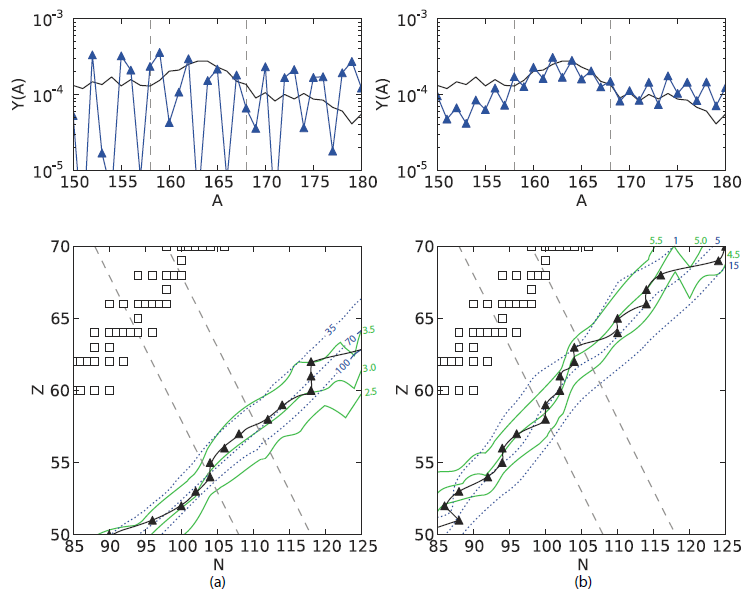 10⁻³ 10⁻³
Y(A) 10⁻⁴ Y(A) 10⁻⁴
10⁻⁵ 10⁻⁵
150 155 160 165 170 175 180 150 155 160 165 170 175 180
A A
5.5 1 5.0 5
70 70
4.5
15
65 65
35 3.5
70
Z 60 3.0 Z 60
100
2.5
55 55
50 50
85 90 95 100 105 110 115 120 125 85 90 95 100 105 110 115 120 125
N N
(a) (b)